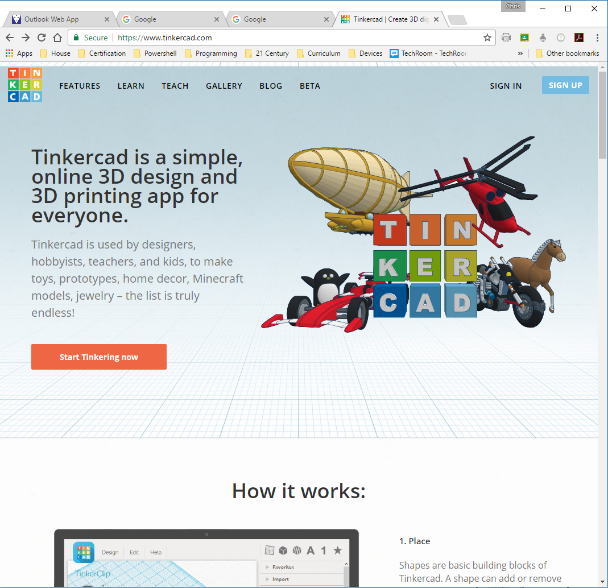 Chris
Outlook Web App
Google
Google
Tinkercad | Create 3D di
Secure
https://www.tinkercad.com
Apps
House
Certification
Powershell
Programming
21 Century
Curriculum
Devices
TechRoom - TechRoo
»
Other bookmarks
TIN
KER
CAD
FEATURES
LEARN
TEACH
GALLERY
BLOG
BETA
SIGN IN
SIGN UP
Tinkercad is a simple,
online 3D design and
3D printing app for
everyone.
Tinkercad is used by designers,
hobbyists, teachers, and kids, to make
toys, prototypes, home decor, Minecraft
models, jewelry – the list is truly
endless!
Start Tinkering now
TIN
KER
CAD
How it works:
Design
Edit
Help
A 1
TinkerClip
Favorites
Import
1. Place
Shapes are basic building blocks of
Tinkercad. A shape can add or remove